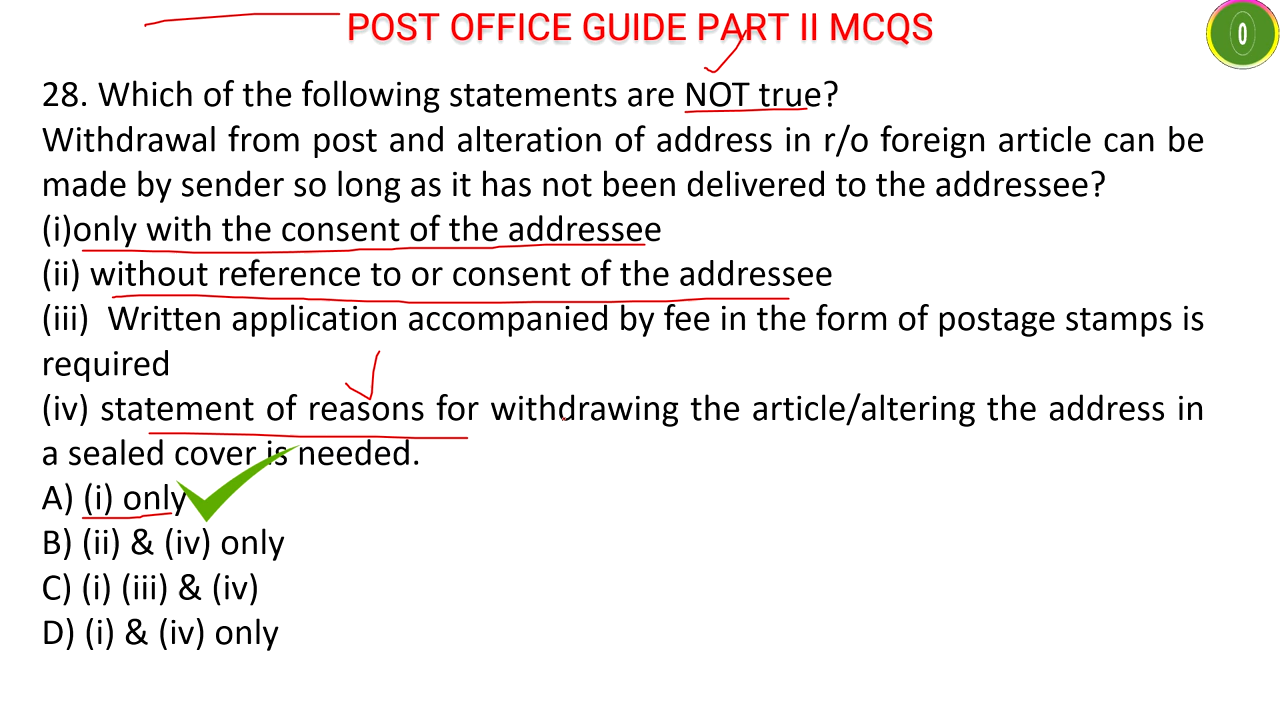 POST OFFICE GUIDE PART II MCQS
0
28. Which of the following statements are NOT true?
Withdrawal from post and alteration of address in r/o foreign article can be
made by sender so long as it has not been delivered to the addressee?
(i)only with the consent of the addressee
(ii) without reference to or consent of the addressee
(iii) Written application accompanied by fee in the form of postage stamps is
required
(iv) statement of reasons for withdrawing the article/altering the address in
a sealed cover is needed.
A) (i) only
B) (ii) & (iv) only
C) (i) (iii) & (iv)
D) (i) & (iv) only